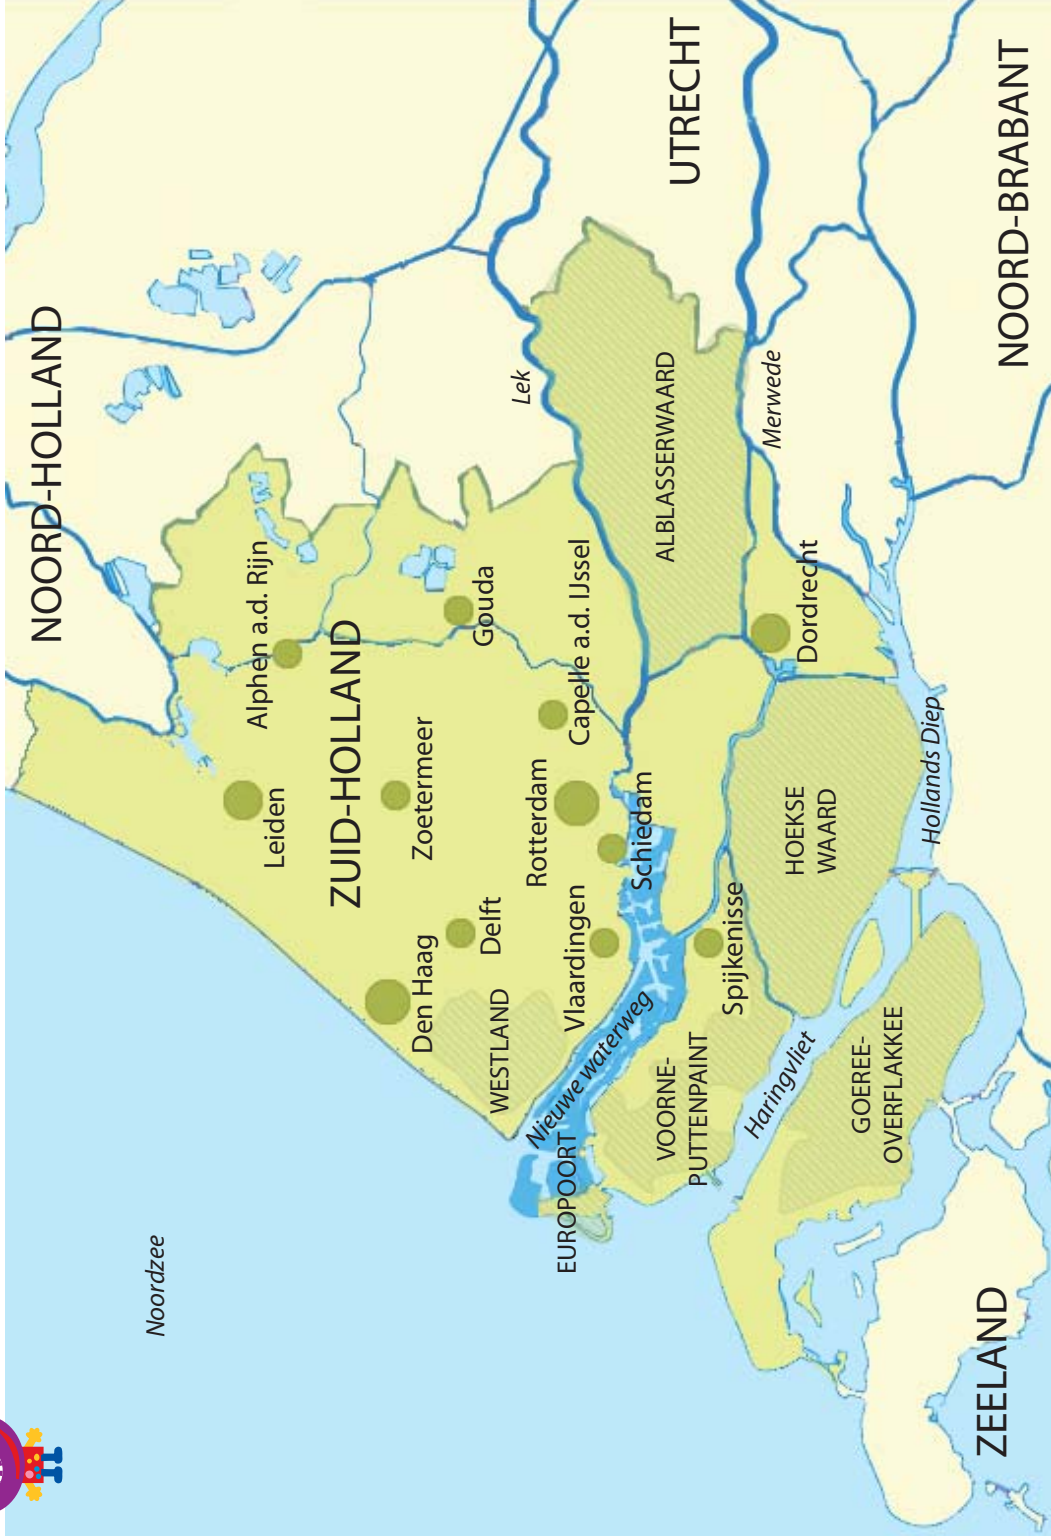 NOORD-HOLLAND
Noordzee
Alphen a.d. Rijn
Leiden
ZUID-HOLLAND
Zoetermeer
Den Haag
Gouda
Delft
WESTLAND
Lek
Rotterdam
Capelle a.d. IJssel
Vlaardingen
Schiedam
Nieuwe waterweg
EUROPOORT
UTRECHT
ALBLASSERWAARD
VOORNE-
PUTTENPAINT
Spijkenisse
Merwede
Dordrecht
Haringvliet
HOEKSE
WAARD
GOEREE-
OVERFLAKKEE
Hollands Diep
ZEELAND
NOORD-BRABANT